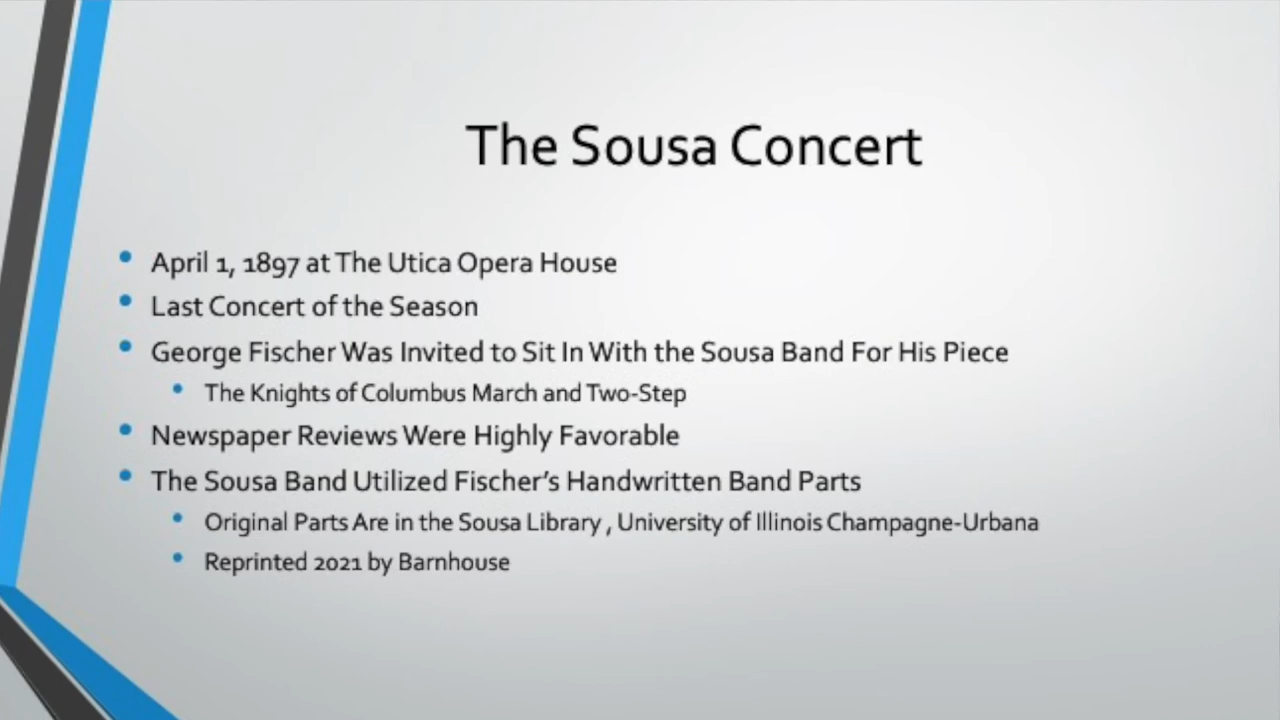 The Sousa Concert
April 1, 1897 at The Utica Opera House
Last Concert of the Season
George Fischer Was Invited to Sit In With the Sousa Band For His Piece
The Knights of Columbus March and Two-Step
Newspaper Reviews Were Highly Favorable
The Sousa Band Utilized Fischer’s Handwritten Band Parts
Original Parts Are in the Sousa Library , University of Illinois Champagne-Urbana
Reprinted 2021 by Barnhouse